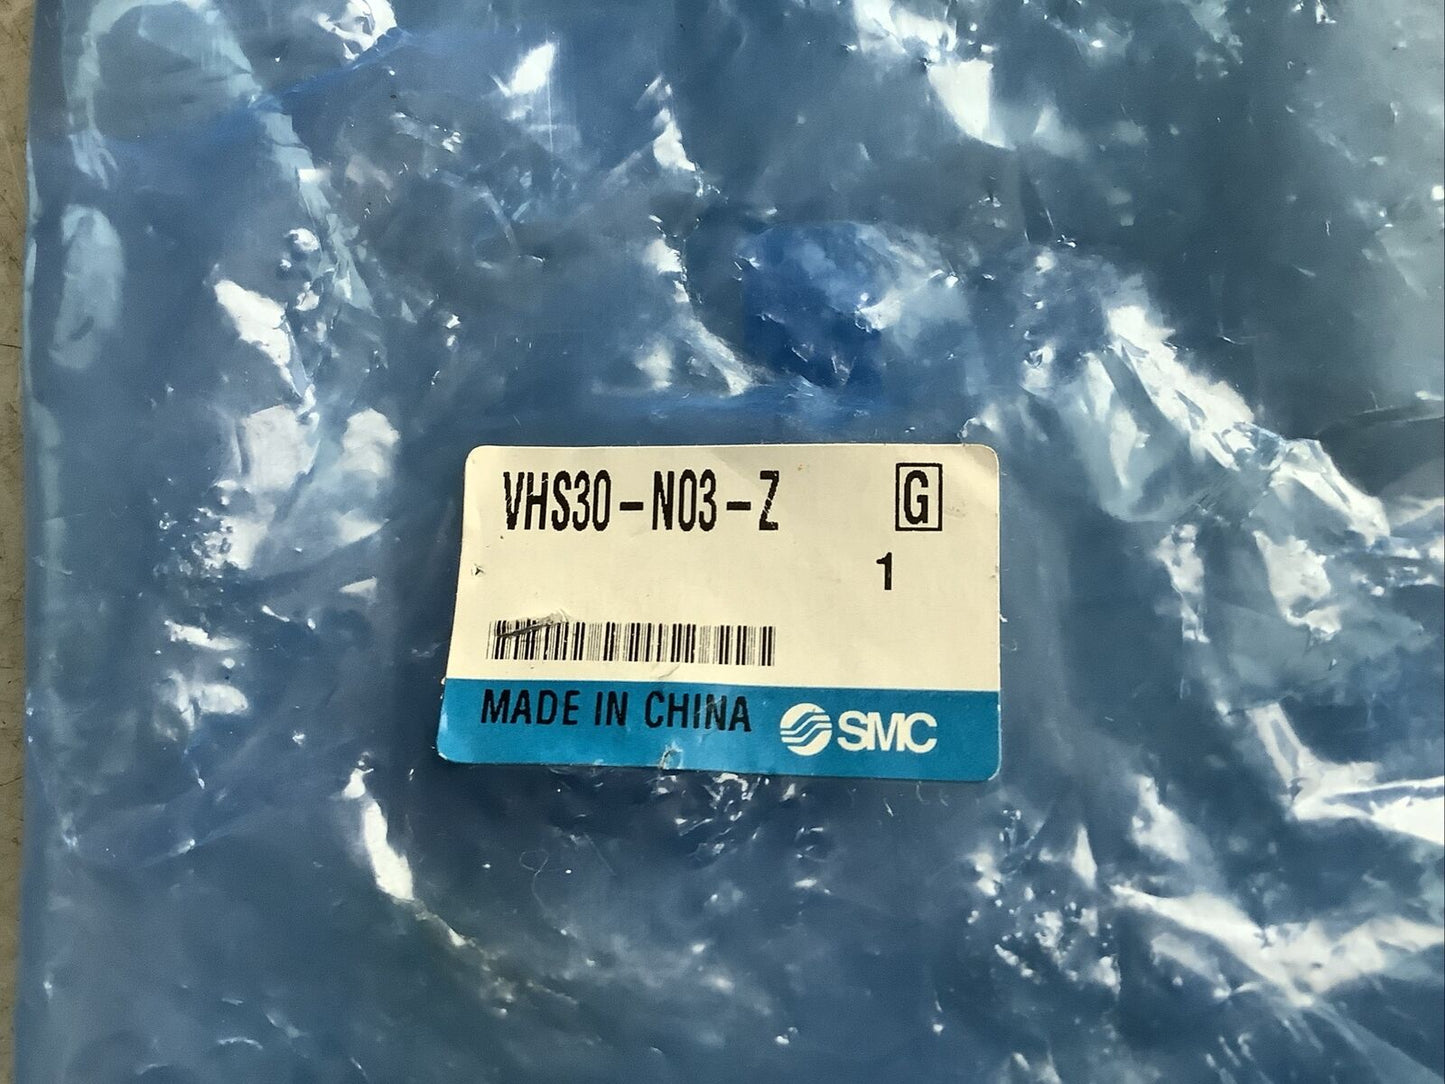 VHS30-N03-Z G
1
MADE IN CHINA SMC